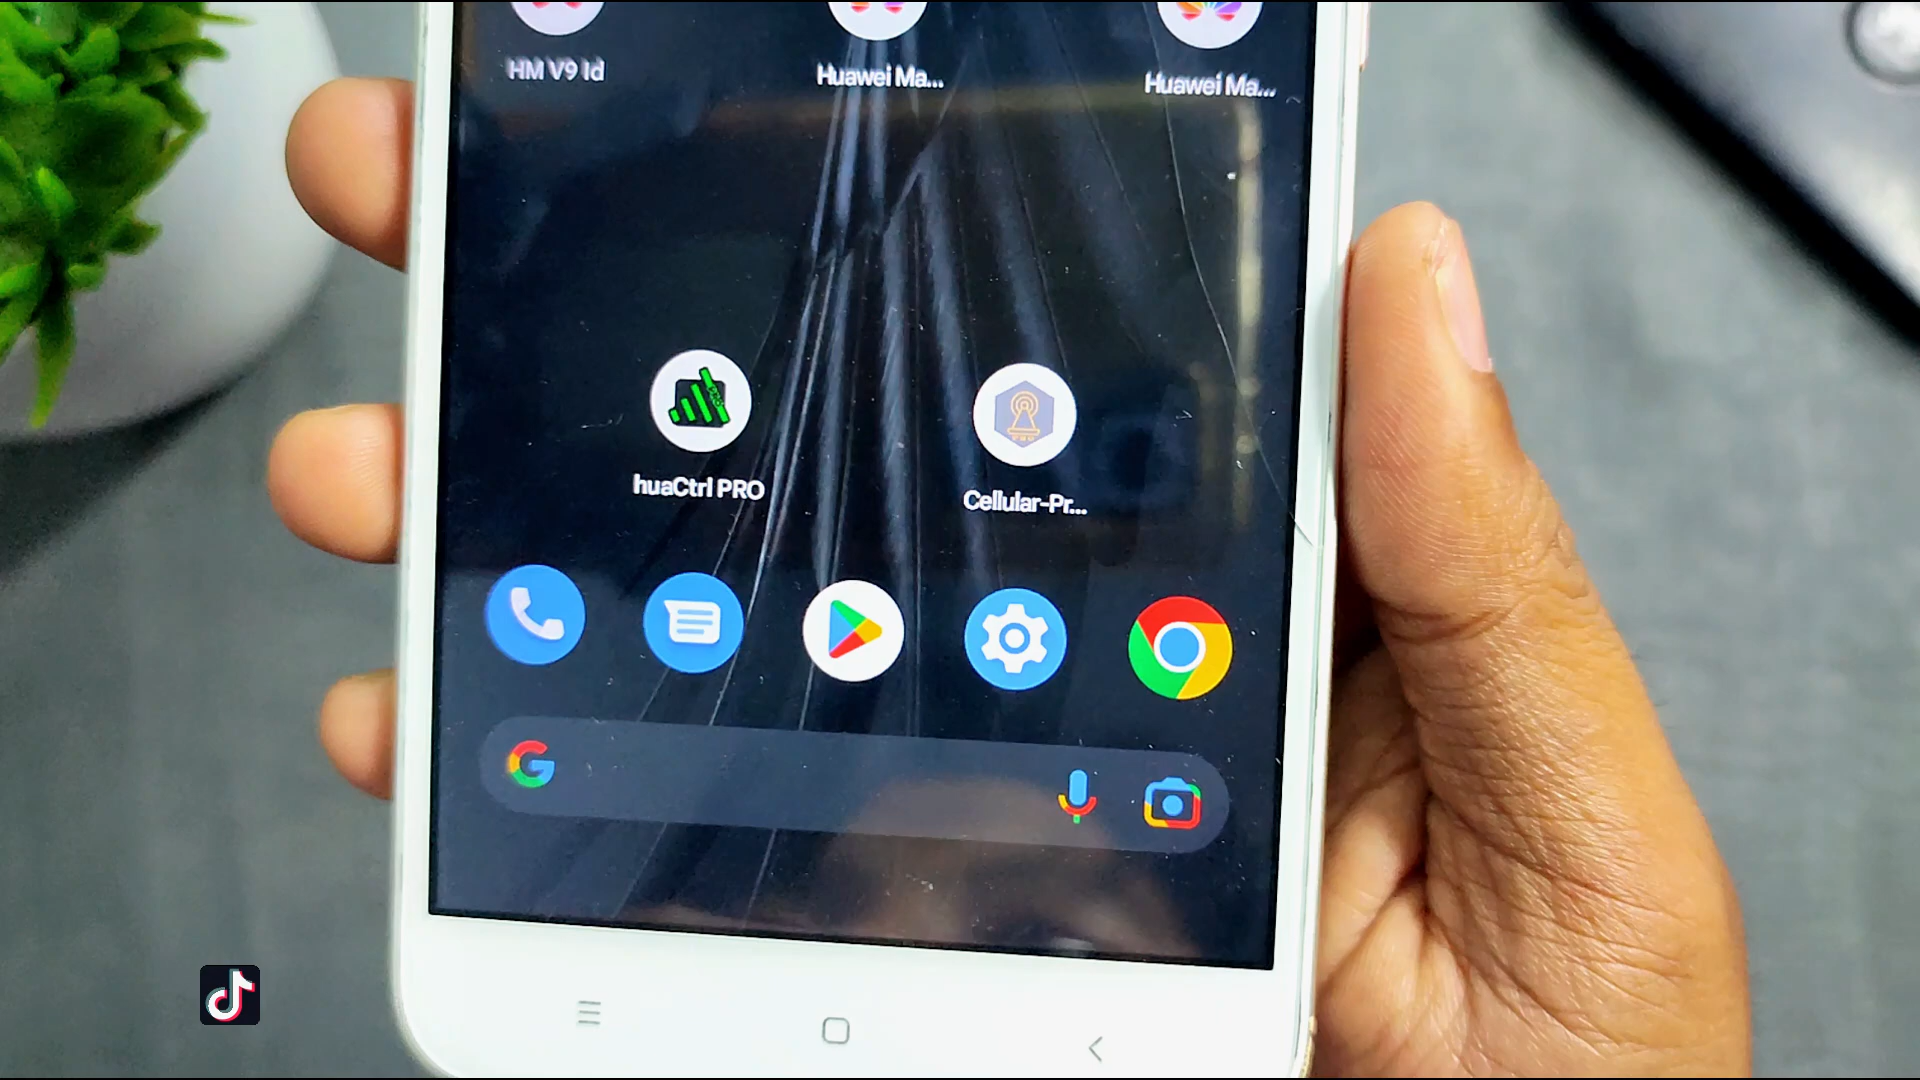 HM V9 Id
Huawei Ma...
Huawei Ma...
huaCtrl PRO
Cellular-Pr...